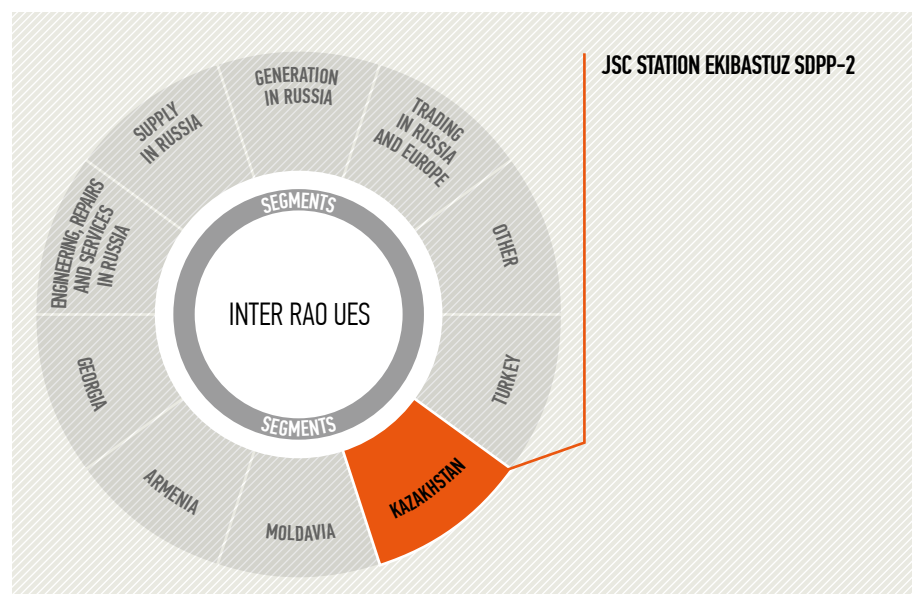 JSC STATION EKIBASTUZ SDPP-2
GENERATION
IN RUSSIA
TRADING
IN RUSSIA
AND EUROPE
OTHER
TURKEY
KAZAKHSTAN
MOLDAVIA
ARMENIA
GEORGIA
ENGINEERING, REPAIRS
AND SERVICES
IN RUSSIA
SUPPLY
IN RUSSIA
SEGMENTS
INTER RAO UES
SEGMENTS